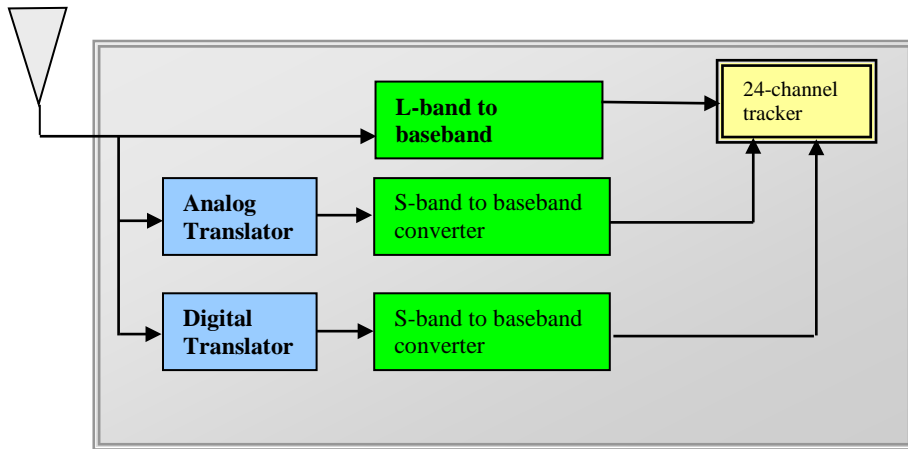 24-channel
tracker
L-band to
baseband
Analog
Translator
S-band to baseband
converter
Digital
Translator
S-band to baseband
converter